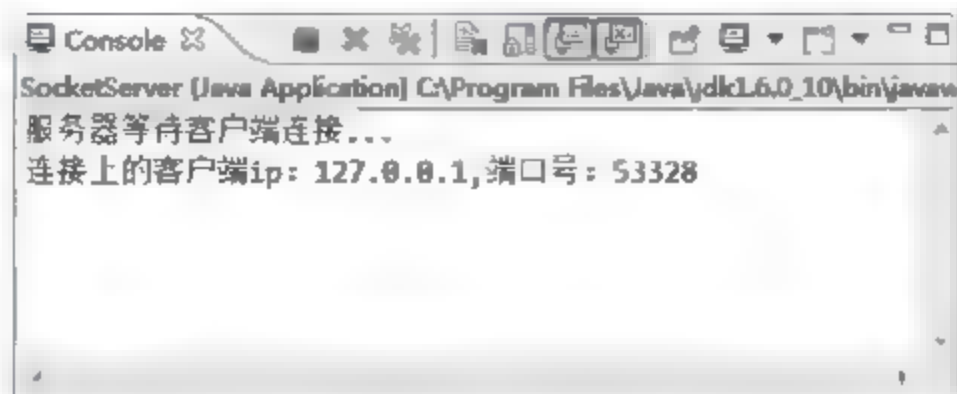 Console
SocketServer [Java Application] C:\Program Files\Java\jdk1.6.0_10\bin\javaw
服务器等待客户端连接...
连接上的客户端ip: 127.0.0.1,端口号: 53328